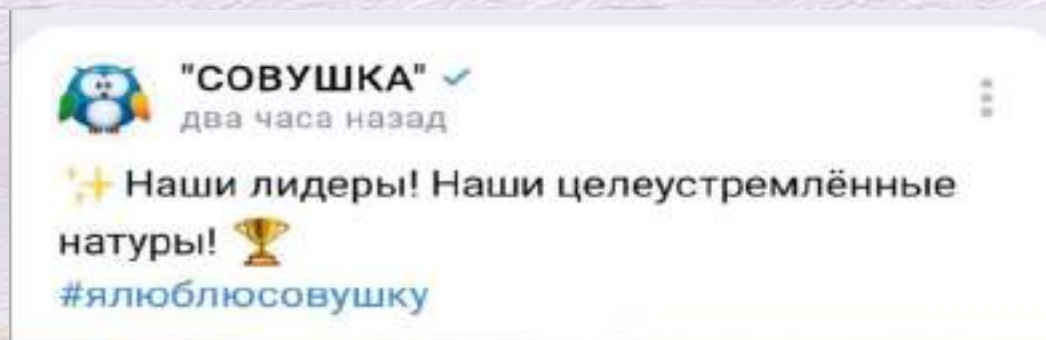 "СОВУШКА"
два часа назад
Наши лидеры! Наши целеустремлённые
натуры!
#ялюблюсовушку